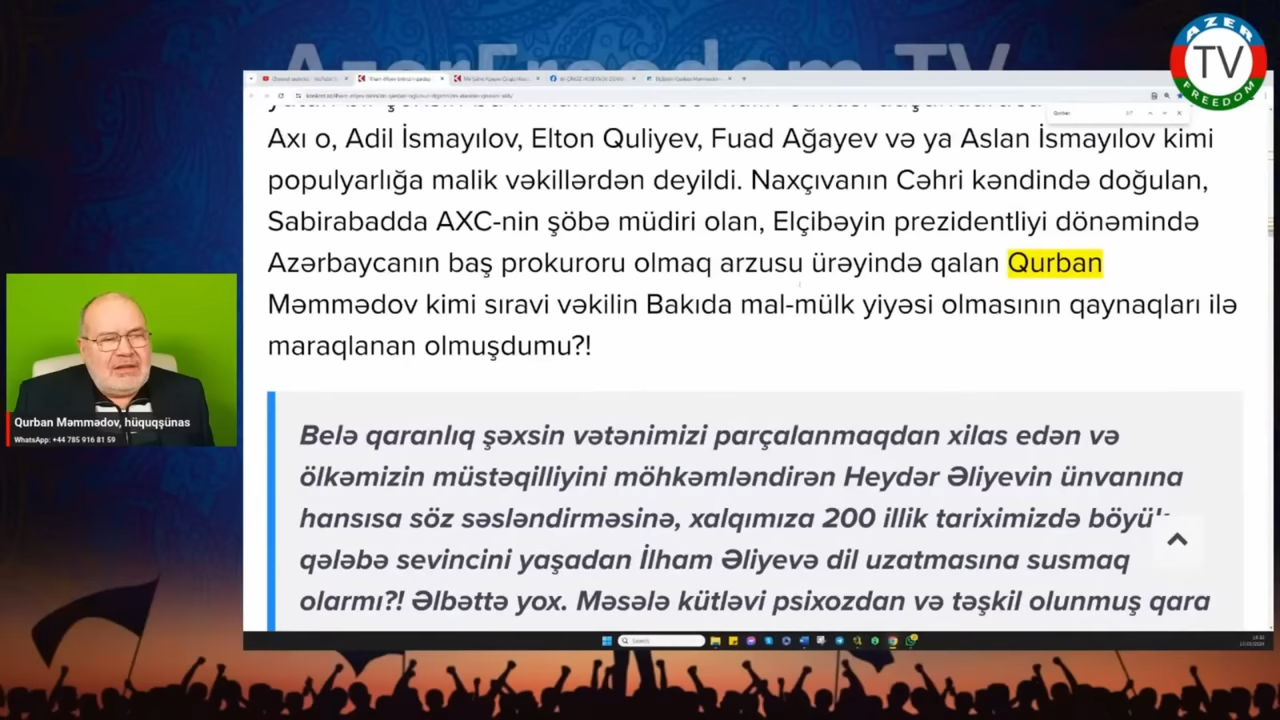 AzerFreedom TV
AZER
TV
FREEDOM
Qurban
Axı o, Adil İsmayılov, Elton Quliyev, Fuad Ağayev və ya Aslan İsmayılov kimi
populyarlığa malik vəkillərdən deyildi. Naxçıvanın Cəhri kəndində doğulan,
Sabirabadda AXC-nin şöbə müdiri olan, Elçibəyin prezidentliyi dönəmində
Azərbaycanın baş prokuroru olmaq arzusu ürəyində qalan Qurban
Məmmədov kimi sıravi vəkilin Bakıda mal-mülk yiyəsi olmasının qaynaqları ilə
maraqlanan olmuşdumu?!
Belə qaranlıq şəxsin vətənimizi parçalanmaqdan xilas edən və
ölkəmizin müstəqilliyini möhkəmləndirən Heydər Əliyevin ünvanına
hansısa söz səsləndirməsinə, xalqımıza 200 illik tariximizdə böyük
qələbə sevincini yaşadan İlham Əliyevə dil uzatmasına susmaq
olarmı?! Əlbəttə yox. Məsələ kütləvi psixozdan və təşkil olunmuş qara
Qurban Məmmədov, hüquqşünas
WhatsApp: +44 785 916 81 59
Search